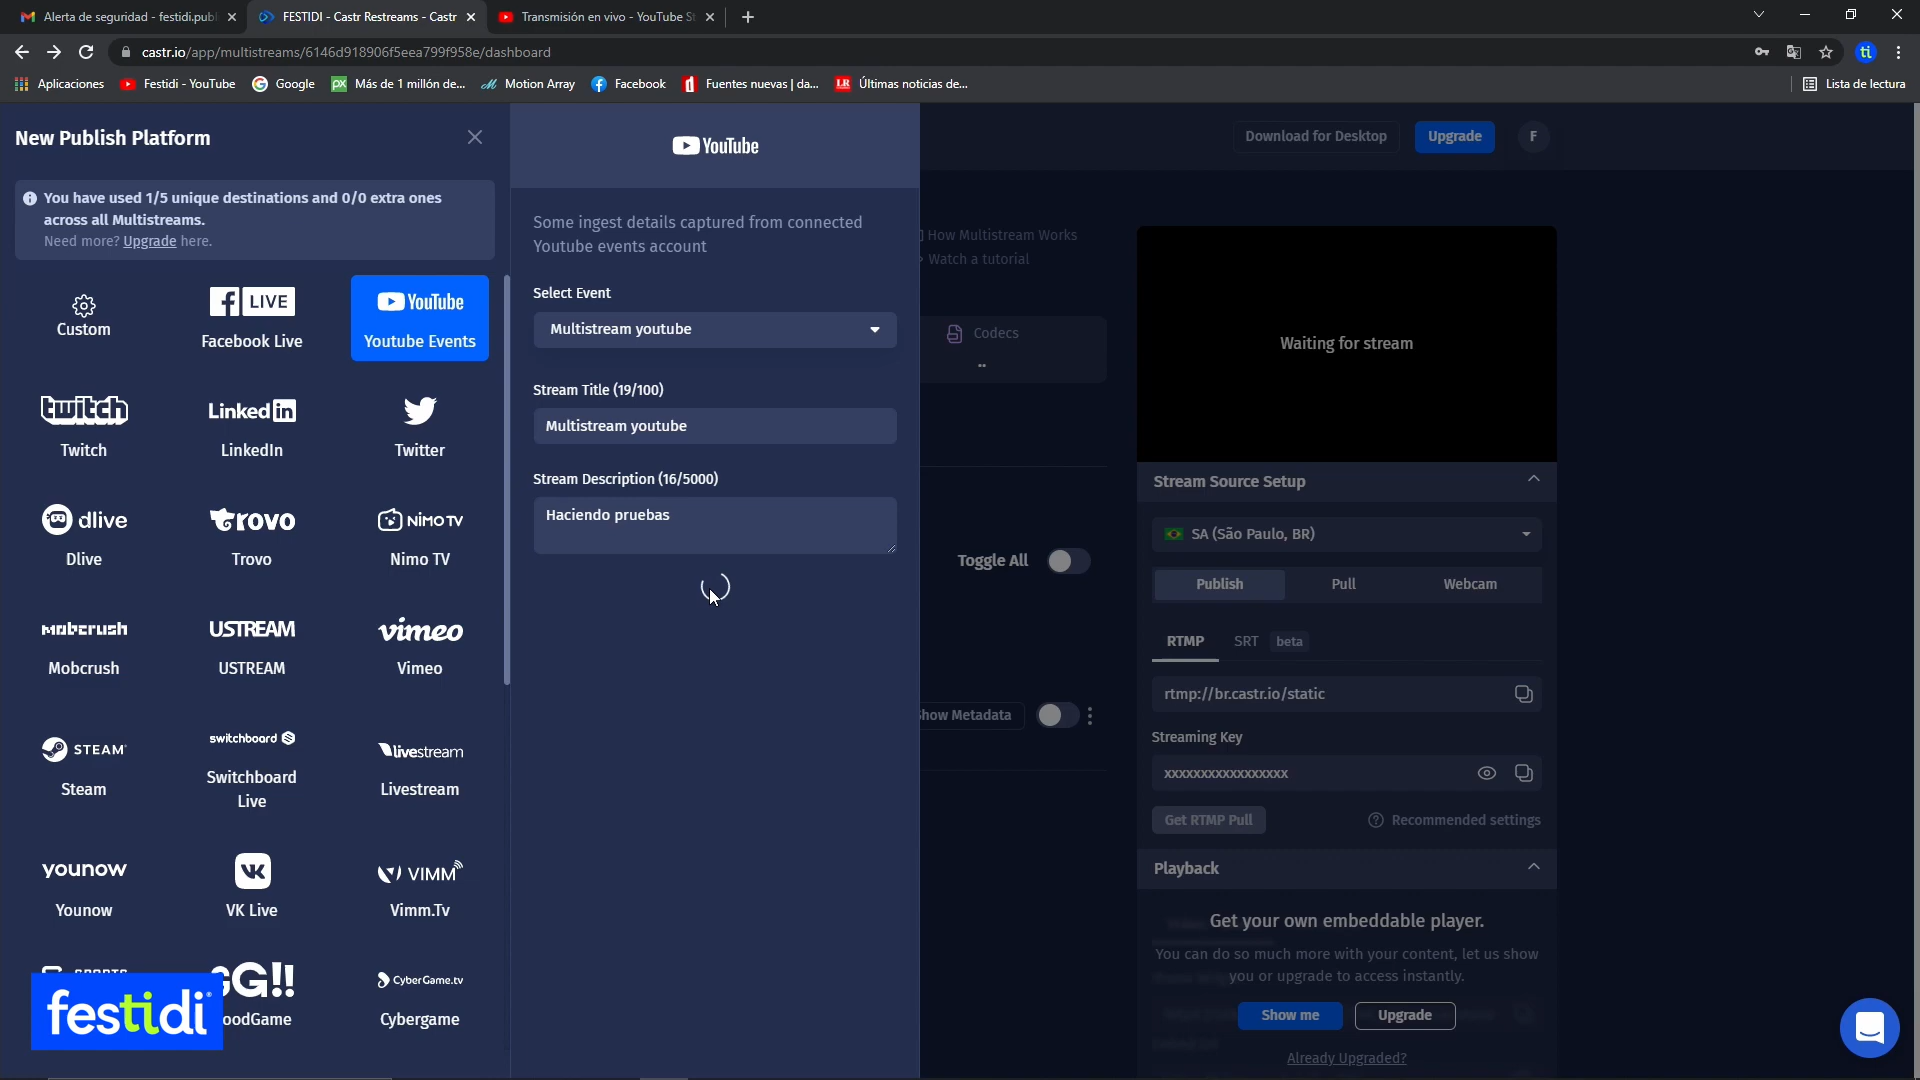 Alerta de seguridad - festidi.publ
FESTIDI - Castr Restreams - Castr
Transmisión en vivo - YouTube St
castr.io/app/multistreams/6146d918906f5eea799f958e/dashboard
ti
Aplicaciones
Festidi - YouTube
Google
px
Más de 1 millón de...
Motion Array
Facebook
Fuentes nuevas | da...
LR
Últimas noticias de...
Lista de lectura
New Publish Platform
YouTube
Download for Desktop
Upgrade
F
You have used 1/5 unique destinations and 0/0 extra ones
across all Multistreams.
Need more? Upgrade here.
Custom
LIVE
Facebook Live
YouTube
Youtube Events
twitch
Twitch
Linked in
LinkedIn
Twitter
dlive
Dlive
TROVO
Trovo
NIMO TV
Nimo TV
Mobcrush
Mobcrush
USTREAM
USTREAM
vimeo
Vimeo
STEAM
Steam
switchboard
Switchboard
Live
livestream
Livestream
younow
Younow
VK Live
VIMM
Vimm.Tv
GG!!
oodGame
CyberGame.tv
Cybergame
festidi
Some ingest details captured from connected
Youtube events account
Select Event
Multistream youtube
Stream Title (19/100)
Multistream youtube
Stream Description (16/5000)
Haciendo pruebas
How Multistream Works
Watch a tutorial
Codecs
--
Toggle All
Show Metadata
Waiting for stream
Stream Source Setup
SA (São Paulo, BR)
Publish
Pull
Webcam
RTMP
SRT
beta
rtmp://br.castr.io/static
Streaming Key
xxxxxxxxxxxxxxxxx
Get RTMP Pull
Recommended settings
Playback
Get your own embeddable player.
You can do so much more with your content, let us show
you or upgrade to access instantly.
Show me
Upgrade
Already Upgraded?